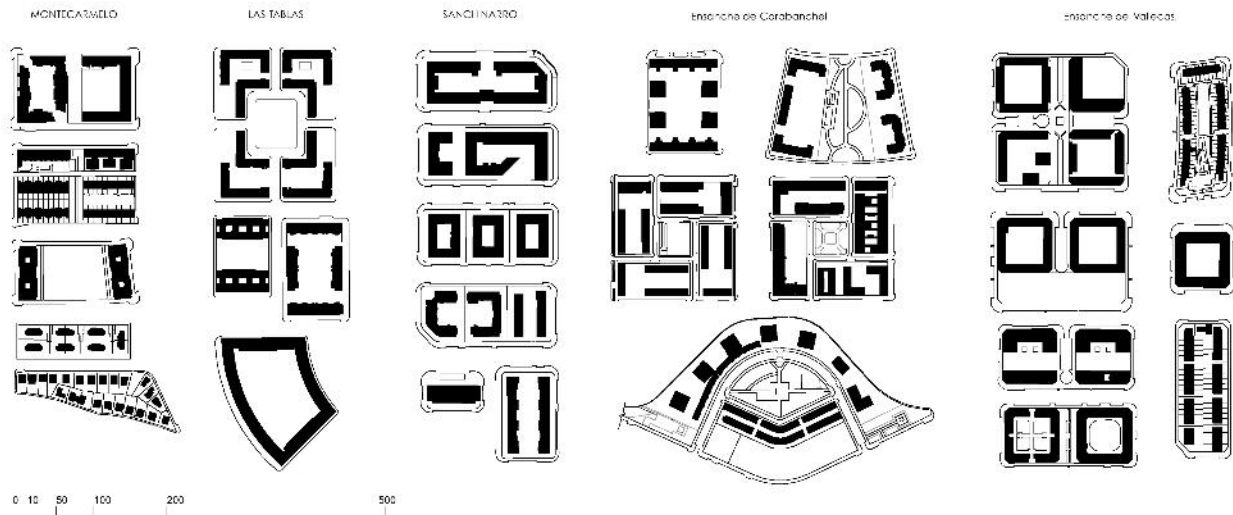 MONTECARMELO
LAS TABLAS
SANCHINARRO
Ensanche de Carabanchel
Ensanche de Vallecas
0 10 50 100 200 500